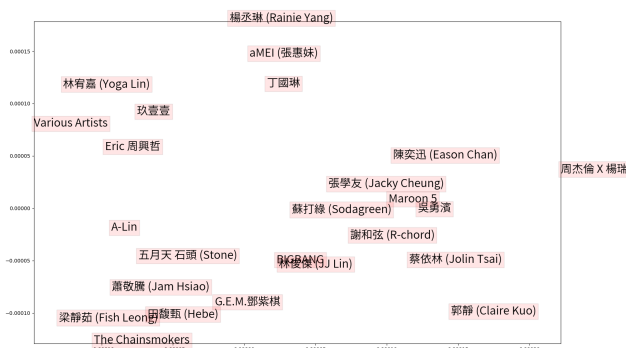 楊丞琳 (Rainie Yang)
0.00015
aMEI (張惠妹)
林宥嘉 (Yoga Lin)
丁國琳
0.00010
玖壹壹
Various Artists
Eric 周興哲
0.00005
陳奕迅 (Eason Chan)
周杰倫 X 楊瑞
張學友 (Jacky Cheung)
Maroon 5
0.00000
蘇打綠 (Sodagreen)
吳勇濱
A-Lin
謝和弦 (R-chord)
−0.00005
五月天 石頭 (Stone)
BIGBANG
林俊傑 (JJ Lin)
蔡依林 (Jolin Tsai)
蕭敬騰 (Jam Hsiao)
G.E.M.鄧紫棋
−0.00010
梁靜茹 (Fish Leong)
田馥甄 (Hebe)
郭靜 (Claire Kuo)
The Chainsmokers